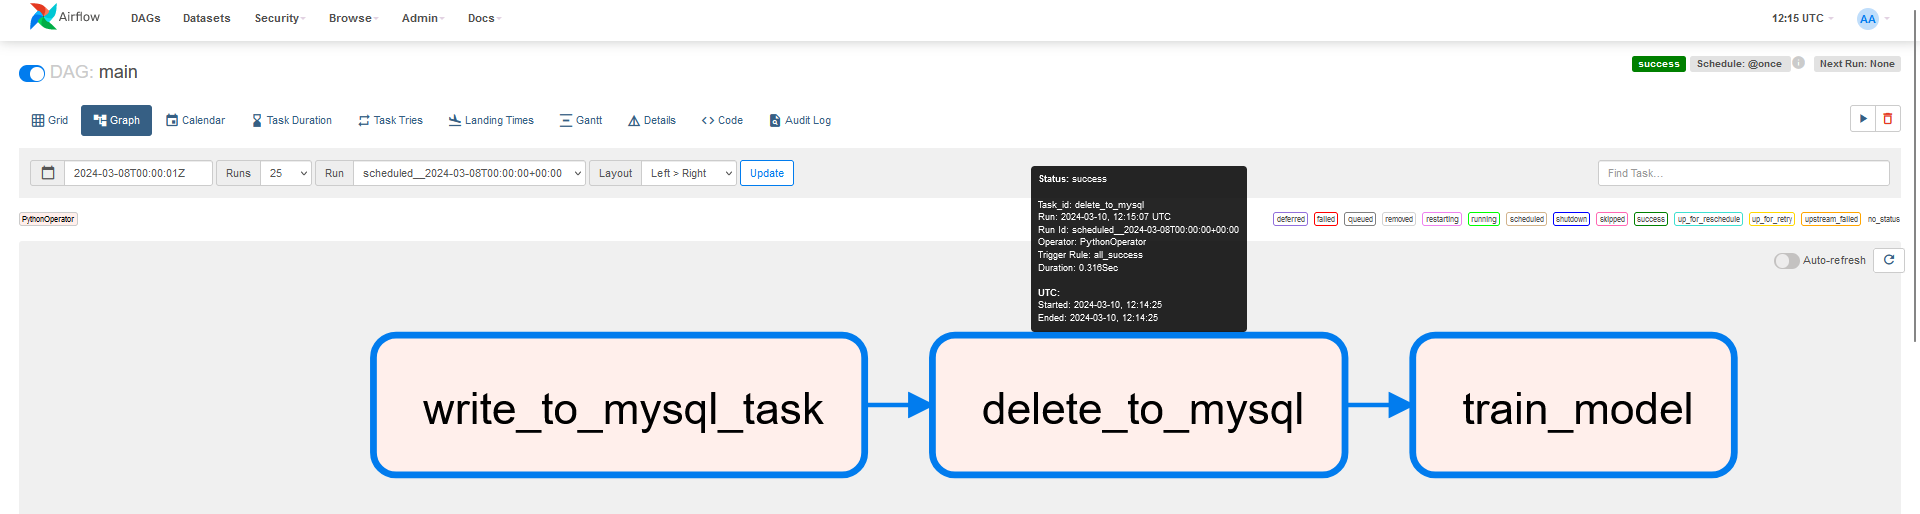 Airflow
DAGs Datasets Security Browse Admin Docs 12:15 UTC AA
DAG: main
success Schedule: @once i Next Run: None
Grid Graph Calendar Task Duration Task Tries Landing Times Gantt Details Code Audit Log
2024-03-08T00:00:01Z Runs 25 Run scheduled__2024-03-08T00:00:00+00:00 Layout Left > Right Update Find Task...
PythonOperator
deferred failed queued removed restarting running scheduled shutdown skipped success up_for_reschedule up_for_retry upstream_failed no_status
Auto-refresh
Status: success
Task_id: delete_to_mysql
Run: 2024-03-10, 12:15:07 UTC
Run Id: scheduled__2024-03-08T00:00:00+00:00
Operator: PythonOperator
Trigger Rule: all_success
Duration: 0.316Sec
UTC:
Started: 2024-03-10, 12:14:25
Ended: 2024-03-10, 12:14:25
write_to_mysql_task
delete_to_mysql
train_model